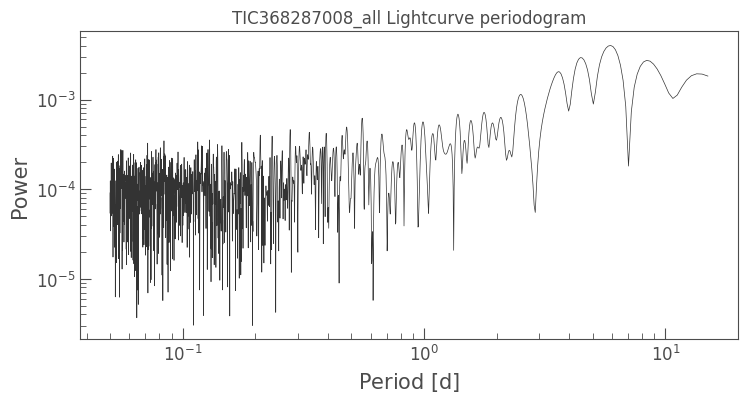 TIC368287008_all Lightcurve periodogram
Power
10⁻³
10⁻⁴
10⁻⁵
10⁻¹ 10⁰ 10¹
Period [d]